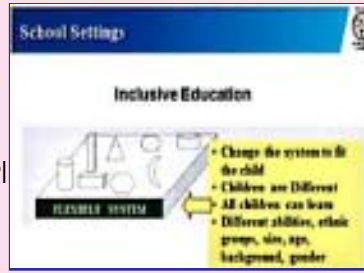 School Settings
Inclusive Education
FLEXIBLE SYSTEM
• Change the system to fit
the child
• Children are Different
• All children can learn
• Different abilities, ethnic
groups, size, age,
background, gender